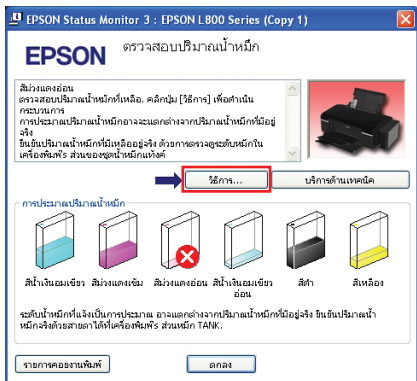 EPSON Status Monitor 3 : EPSON L800 Series (Copy 1)
EPSON
ตรวจสอบปริมาณน้ำหมึก
สีม่วงแดงอ่อน
ตรวจสอบปริมาณน้ำหมึกที่เหลือ. คลิกปุ่ม [วิธีการ] เพื่อดำเนิน
กระบวนการ
การประมาณปริมาณน้ำหมึกอาจจะแตกต่างจากปริมาณน้ำหมึกที่มีอยู่
จริง
ยืนยันปริมาณน้ำหมึกที่มีเหลืออยู่จริง ด้วยการตรวจดูระดับหมึกใน
เครื่องพิมพ์ฯ ส่วนของชุดน้ำหมึกแท้งค์
วิธีการ...
บริการด้านเทคนิค
การประมาณปริมาณน้ำหมึก
สีน้ำเงินอมเขียว
สีม่วงแดงเข้ม
สีม่วงแดงอ่อน
สีน้ำเงินอมเขียว
อ่อน
สีดำ
สีเหลือง
ระดับน้ำหมึกที่แจ้งเป็นการประมาณ อาจแตกต่างจากปริมาณน้ำหมึกที่มีอยู่จริง ยืนยันปริมาณน้ำ
หมึกจริงด้วยสายตาได้ที่เครื่องพิมพ์ฯ ส่วนหมึก TANK.
รายการคอยงานพิมพ์
ตกลง